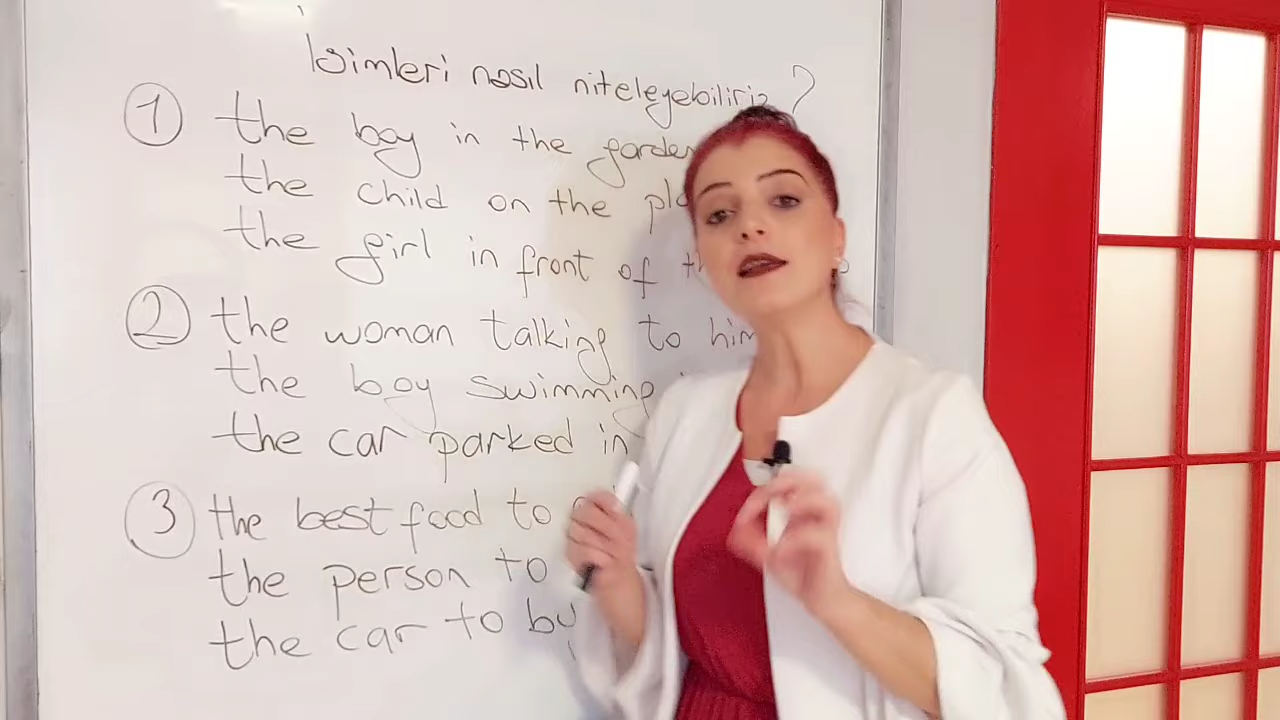 İsimleri nasıl niteleyebiliriz ?
1 the boy in the garden
the child on the
the girl in front of
2 the woman talking to him
the boy swimming
the car parked in
3 the best food to
the person to
the car to